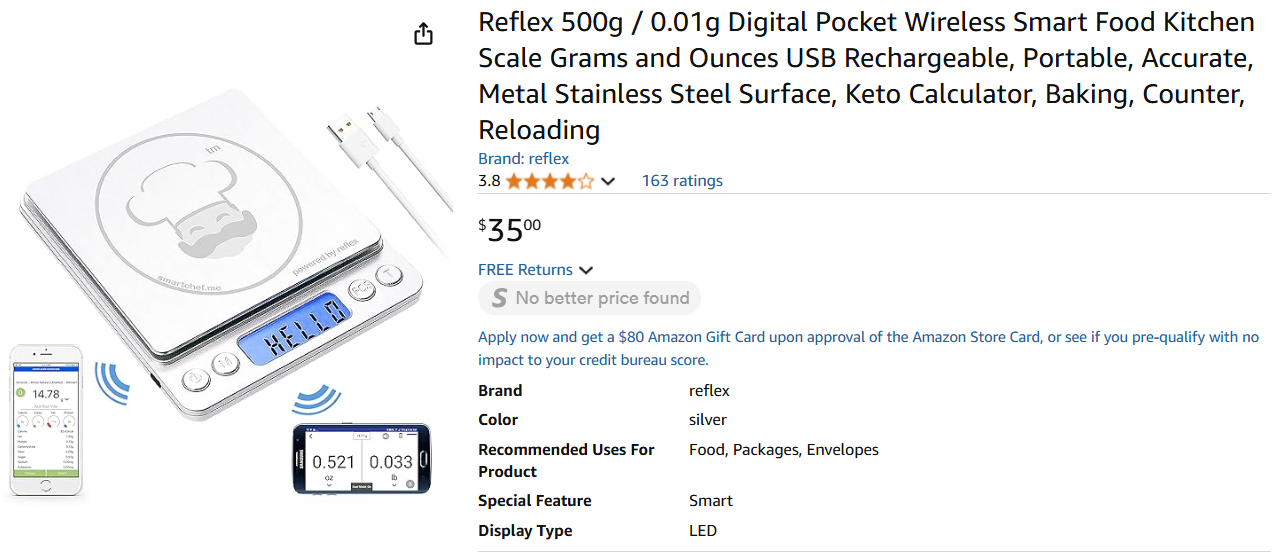 Reflex 500g / 0.01g Digital Pocket Wireless Smart Food Kitchen
Scale Grams and Ounces USB Rechargeable, Portable, Accurate,
Metal Stainless Steel Surface, Keto Calculator, Baking, Counter,
Reloading
Brand: reflex
3.8
163 ratings
$3500
FREE Returns
S No better price found
Apply now and get a $80 Amazon Gift Card upon approval of the Amazon Store Card, or see if you pre-qualify with no
impact to your credit bureau score.
Brand reflex
Color silver
Recommended Uses For Food, Packages, Envelopes
Product
Special Feature Smart
Display Type LED
tm
smartchef.me
powered by reflex
HELLO
PCS
T
14.78
SAMSUNG
0.521 0.033
oz lb